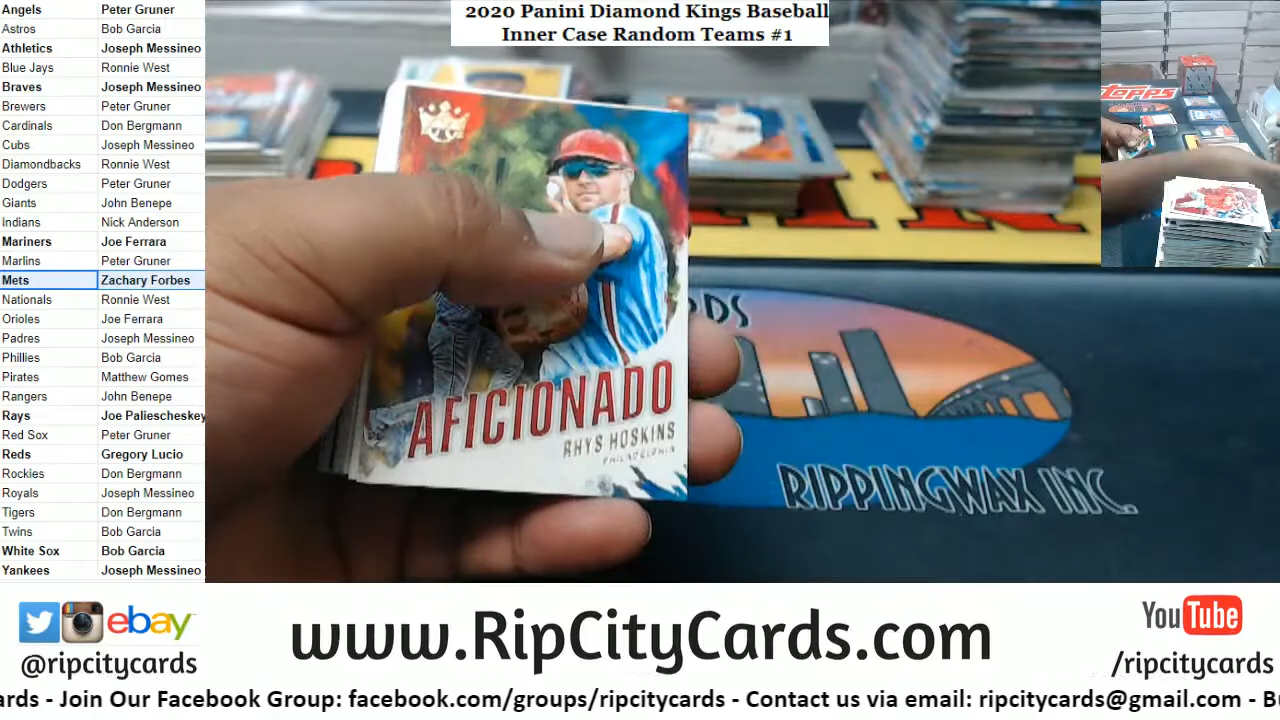 Angels Peter Gruner
Astros Bob Garcia
Athletics Joseph Messineo
Blue Jays Ronnie West
Braves Joseph Messineo
Brewers Peter Gruner
Cardinals Don Bergmann
Cubs Joseph Messineo
Diamondbacks Ronnie West
Dodgers Peter Gruner
Giants John Benepe
Indians Nick Anderson
Mariners Joe Ferrara
Marlins Peter Gruner
Mets Zachary Forbes
Nationals Ronnie West
Orioles Joe Ferrara
Padres Joseph Messineo
Phillies Bob Garcia
Pirates Matthew Gomes
Rangers John Benepe
Rays Joe Paliescheskey
Red Sox Peter Gruner
Reds Gregory Lucio
Rockies Don Bergmann
Royals Joseph Messineo
Tigers Don Bergmann
Twins Bob Garcia
White Sox Bob Garcia
Yankees Joseph Messineo
2020 Panini Diamond Kings Baseball
Inner Case Random Teams #1
Topps
AFICIONADO
RHYS HOSKINS
PHILADELPHIA
RIPPINGWAX INC.
ebay
@ripcitycards
www.RipCityCards.com
YouTube
/ripcitycards
ards - Join Our Facebook Group: facebook.com/groups/ripcitycards - Contact us via email: ripcitycards@gmail.com - B